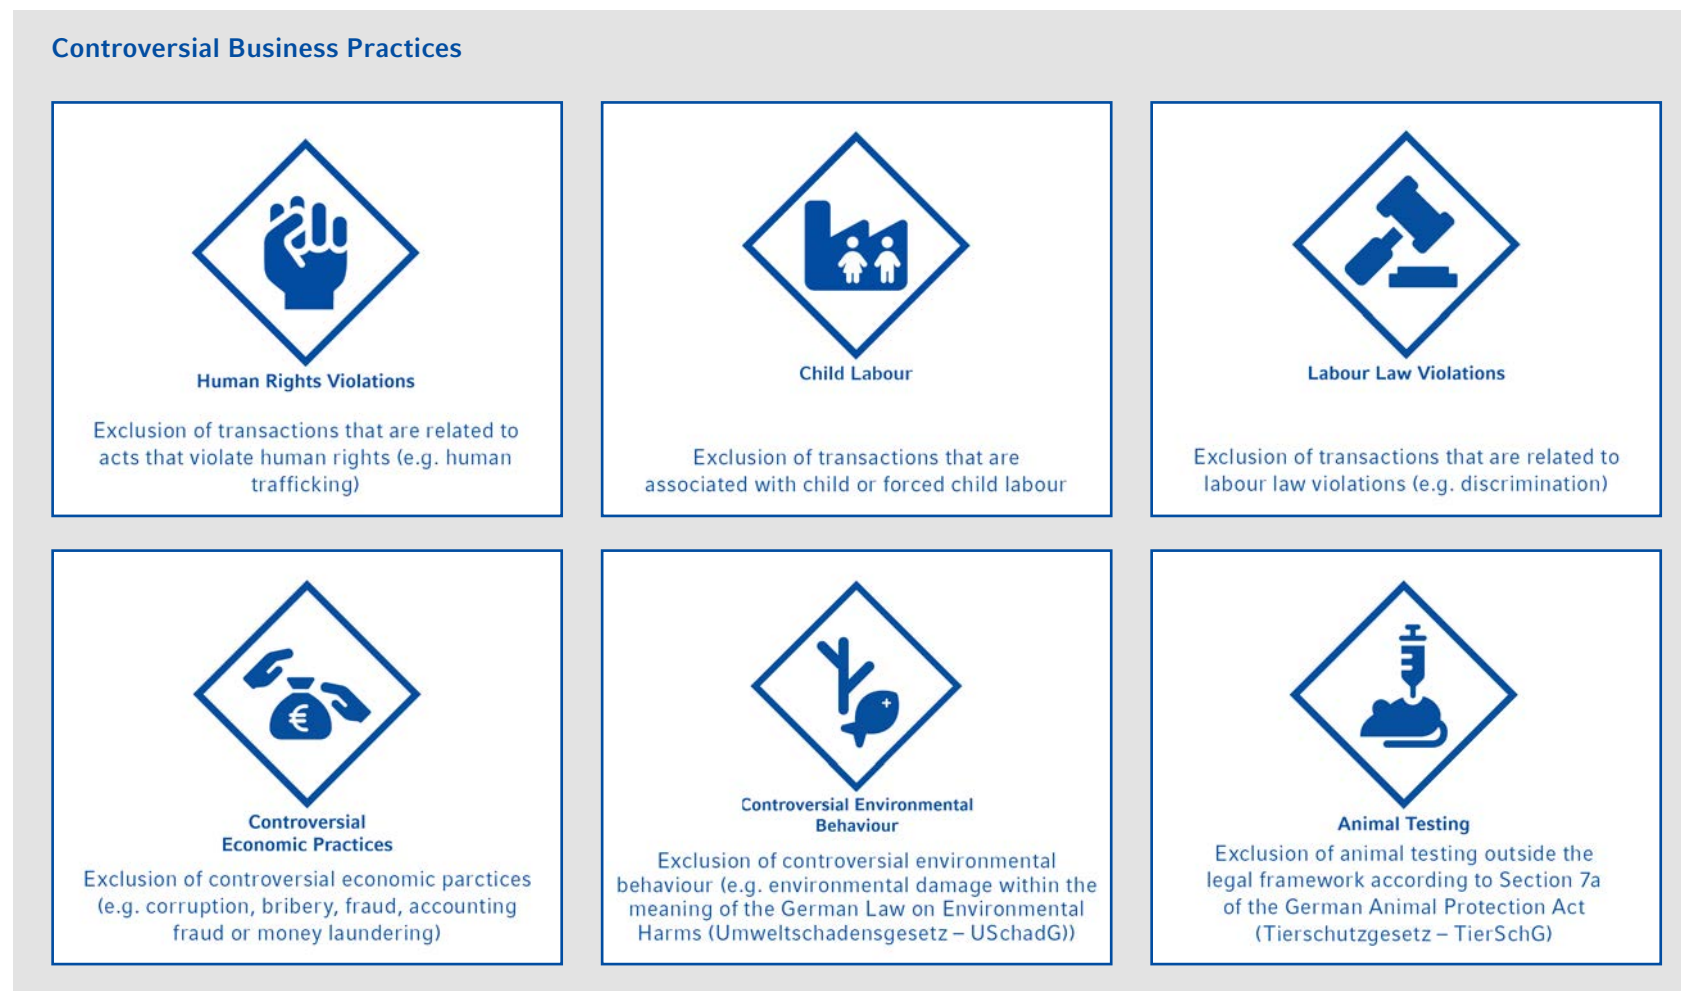 Controversial Business Practices
Human Rights Violations
Exclusion of transactions that are related to
acts that violate human rights (e.g. human
trafficking)
Child Labour
Exclusion of transactions that are
associated with child or forced child labour
Labour Law Violations
Exclusion of transactions that are related to
labour law violations (e.g. discrimination)
€
Controversial
Economic Practices
Exclusion of controversial economic parctices
(e.g. corruption, bribery, fraud, accounting
fraud or money laundering)
Controversial Environmental
Behaviour
Exclusion of controversial environmental
behaviour (e.g. environmental damage within the
meaning of the German Law on Environmental
Harms (Umweltschadensgesetz – USchadG))
Animal Testing
Exclusion of animal testing outside the
legal framework according to Section 7a
of the German Animal Protection Act
(Tierschutzgesetz – TierSchG)